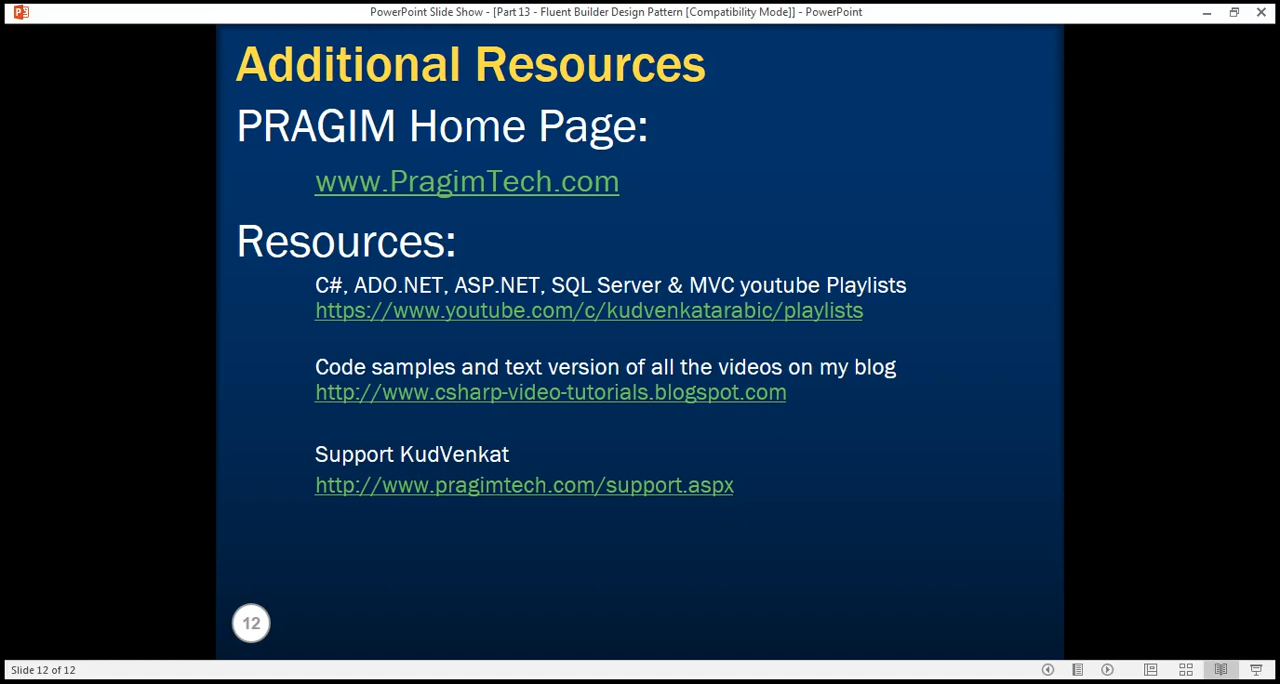 PowerPoint Slide Show - [Part 13 - Fluent Builder Design Pattern [Compatibility Mode]] - PowerPoint
Additional Resources
PRAGIM Home Page:
www.PragimTech.com
Resources:
C#, ADO.NET, ASP.NET, SQL Server & MVC youtube Playlists
https://www.youtube.com/c/kudvenkatarabic/playlists
Code samples and text version of all the videos on my blog
http://www.csharp-video-tutorials.blogspot.com
Support KudVenkat
http://www.pragimtech.com/support.aspx
12
Slide 12 of 12